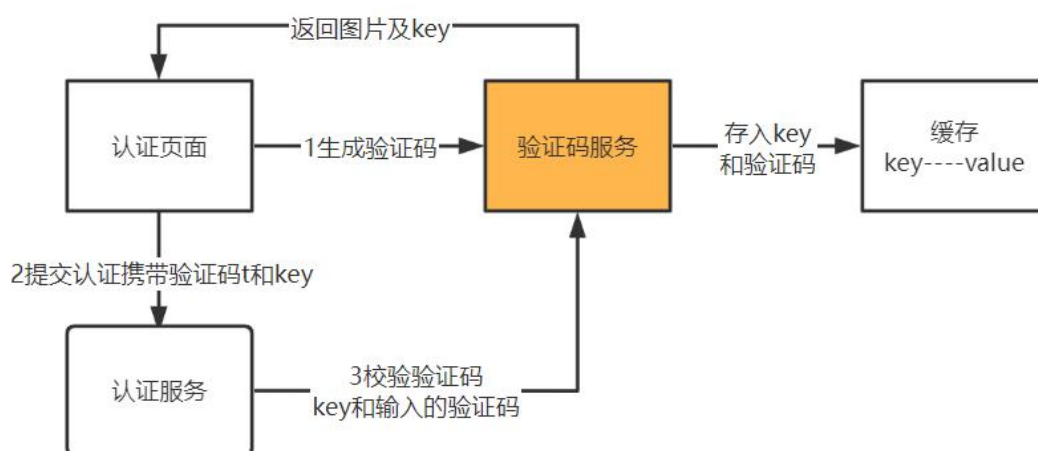 返回图片及key
认证页面
1生成验证码
验证码服务
存入key
和验证码
缓存
key----value
2提交认证携带验证码t和key
认证服务
3校验验证码
key和输入的验证码